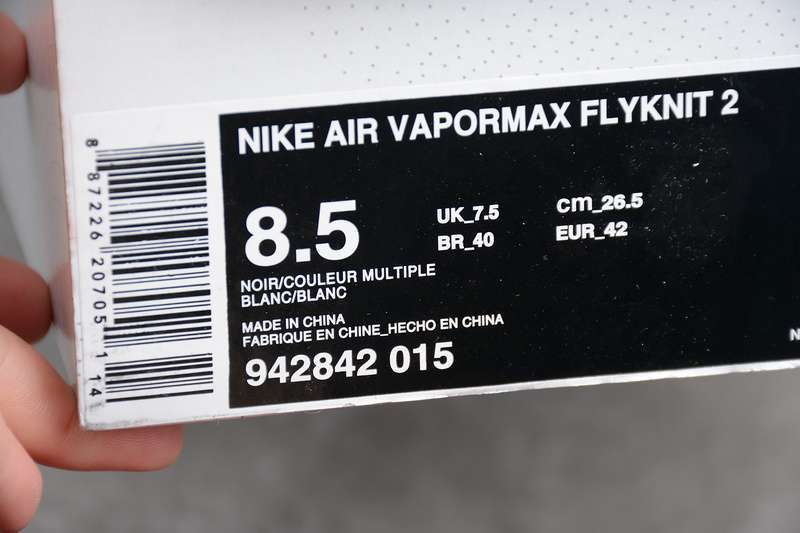 NIKE AIR VAPORMAX FLYKNIT 2
8.5
UK_7.5
cm_26.5
BR_40
EUR_42
NOIR/COULEUR MULTIPLE
BLANC/BLANC
MADE IN CHINA
FABRIQUE EN CHINE_HECHO EN CHINA
942842 015
8 87226 20705 1 14